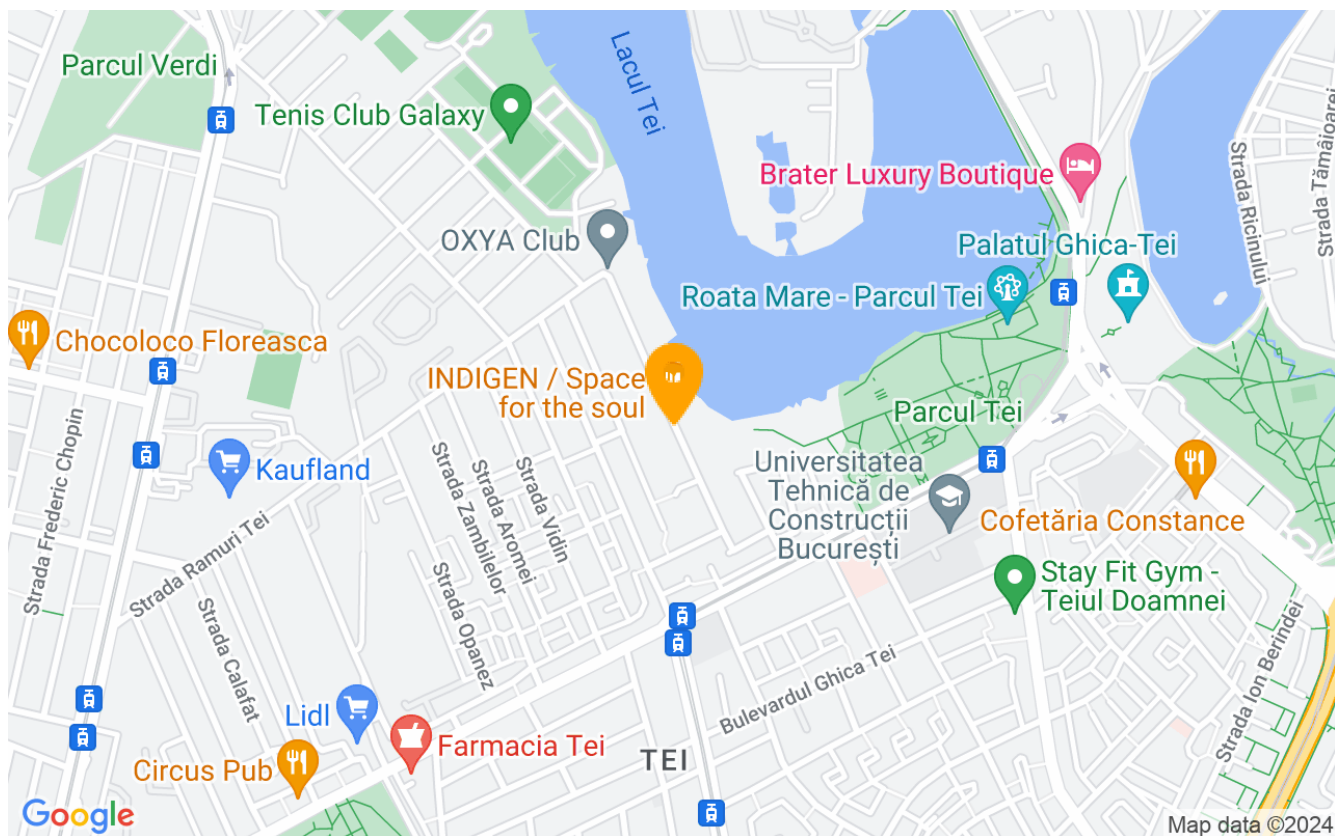 Lacul Tei
Parcul Verdi
Tenis Club Galaxy
Strada Ricinului
Strada Tămâioarei
Brater Luxury Boutique
OXYA Club
Palatul Ghica-Tei
Roata Mare - Parcul Tei
Chocoloco Floreasca
INDIGEN / Space
for the soul
Parcul Tei
Strada Frederic Chopin
Kaufland
Strada Zambilelor
Strada Aromei
Strada Vidin
Universitatea
Tehnică de
Construcții
București
Cofetăria Constance
Strada Ramuri Tei
Strada Opanez
Stay Fit Gym -
Teiul Doamnei
Strada Calafat
Bulevardul Ghica Tei
Strada Ion Berindei
Lidl
Farmacia Tei
TEI
Circus Pub
Google
Map data ©2024